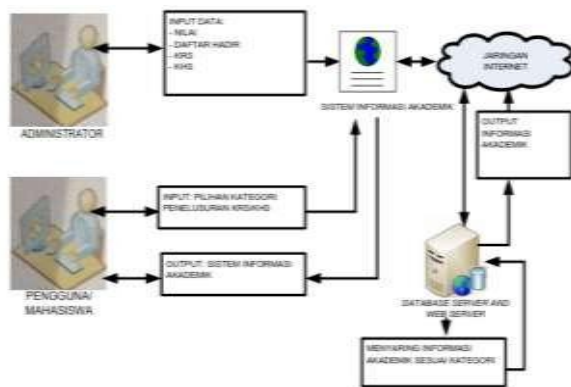 INPUT DATA:
- NILAI
- DAFTAR HADIR
- KRS
- KHS
ADMINISTRATOR
SISTEM INFORMASI AKADEMIK
JARINGAN
INTERNET
OUTPUT
INFORMASI
AKADEMIK
INPUT: PILIHAN KATEGORI
PENELUSURAN KRS/KHS
OUTPUT: SISTEM INFORMASI
AKADEMIK
PENGGUNA/
MAHASISWA
DATABASE SERVER AND
WEB SERVER
MENYARING INFORMASI
AKADEMIK SESUAI KATEGORI